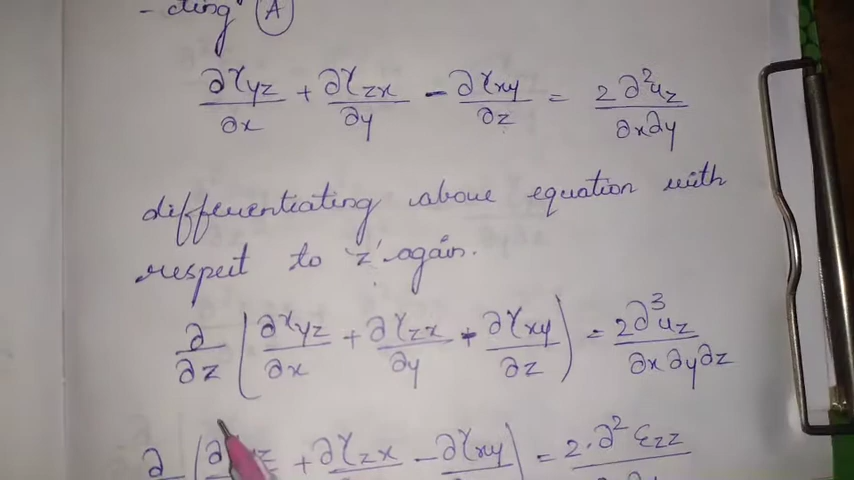 - cting (A)
∂γyz/∂x + ∂γzx/∂y - ∂γxy/∂z = 2∂²uz/∂x∂y
differentiating above equation with
respect to 'z' again.
∂/∂z (∂γyz/∂x + ∂γzx/∂y - ∂γxy/∂z) = 2∂³uz/∂x∂y∂z
∂ + ∂γzx - ∂γxy) = 2·∂²εzz